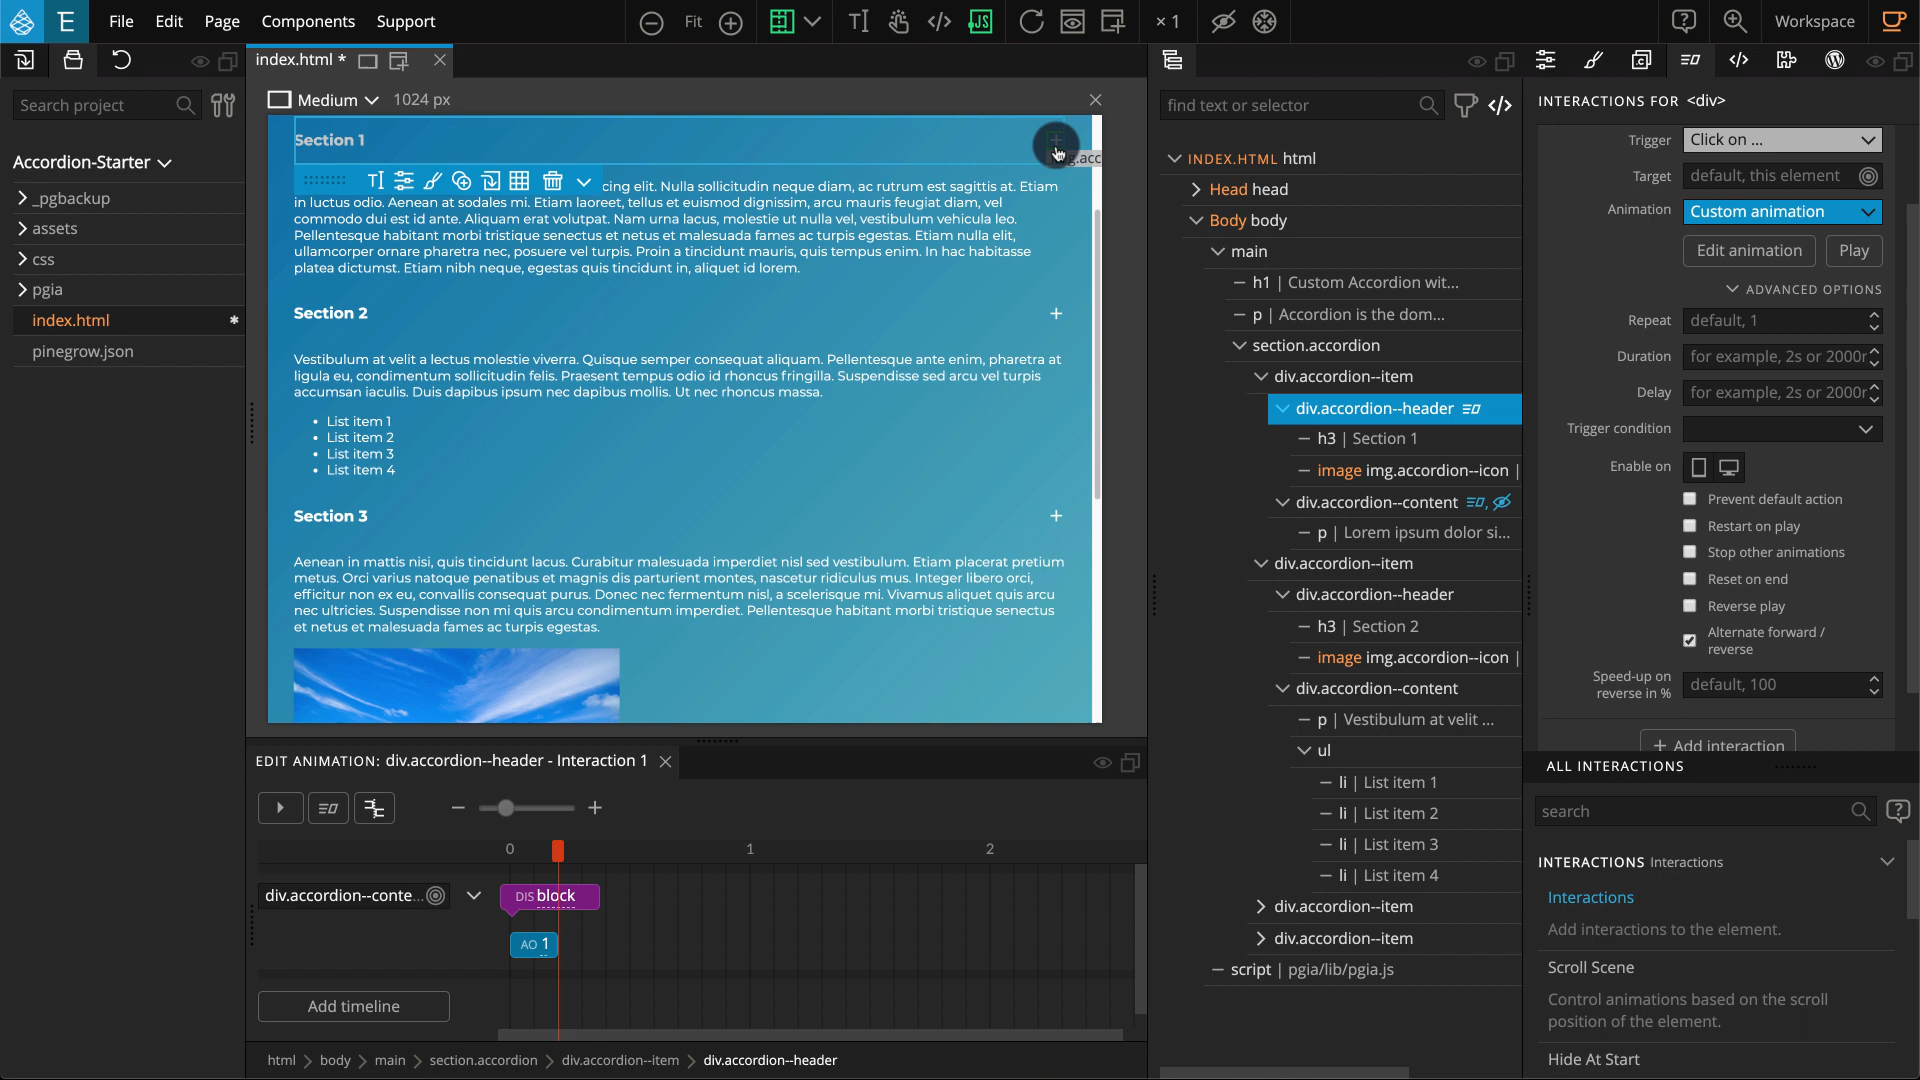 E
File
Edit
Page
Components
Support
Fit
JS
× 1
Workspace
index.html *
Search project
Accordion-Starter
_pgbackup
assets
css
pgia
index.html
*
pinegrow.json
Medium
1024 px
Section 1
cing elit. Nulla sollicitudin neque diam, ac rutrum est sagittis at. Etiam
in luctus odio. Aenean at sodales mi. Etiam laoreet, tellus et euismod dignissim, arcu mauris feugiat diam, vel
commodo dui est id ante. Aliquam erat volutpat. Nam urna lacus, molestie ut nulla vel, vestibulum vehicula leo.
Pellentesque habitant morbi tristique senectus et netus et malesuada fames ac turpis egestas. Etiam nulla elit,
ullamcorper ornare pharetra nec, posuere vel turpis. Proin a tincidunt mauris, quis tempus enim. In hac habitasse
platea dictumst. Etiam nibh neque, egestas quis tincidunt in, aliquet id lorem.
Section 2
+
Vestibulum at velit a lectus molestie viverra. Quisque semper consequat aliquam. Pellentesque ante enim, pharetra at
ligula eu, condimentum sollicitudin felis. Praesent tempus odio id rhoncus fringilla. Suspendisse sed arcu vel turpis
accumsan iaculis. Duis dapibus ipsum nec dapibus mollis. Ut nec rhoncus massa.
• List item 1
• List item 2
• List item 3
• List item 4
Section 3
+
Aenean in mattis nisi, quis tincidunt lacus. Curabitur malesuada imperdiet nisl sed vestibulum. Etiam placerat pretium
metus. Orci varius natoque penatibus et magnis dis parturient montes, nascetur ridiculus mus. Integer libero orci,
efficitur non ex eu, convallis consequat purus. Donec nec fermentum nisl, a scelerisque mi. Vivamus aliquet quis arcu
nec ultricies. Suspendisse non mi quis arcu condimentum imperdiet. Pellentesque habitant morbi tristique senectus
et netus et malesuada fames ac turpis egestas.
EDIT ANIMATION: div.accordion--header - Interaction 1
0
1
2
div.accordion--conte...
DIS block
AO 1
Add timeline
html
body
main
section.accordion
div.accordion--item
div.accordion--header
find text or selector
INDEX.HTML html
Head head
Body body
main
h1 | Custom Accordion wit...
p | Accordion is the dom...
section.accordion
div.accordion--item
div.accordion--header
h3 | Section 1
image img.accordion--icon |
div.accordion--content
p | Lorem ipsum dolor si...
div.accordion--item
div.accordion--header
h3 | Section 2
image img.accordion--icon |
div.accordion--content
p | Vestibulum at velit ...
ul
li | List item 1
li | List item 2
li | List item 3
li | List item 4
div.accordion--item
div.accordion--item
script | pgia/lib/pgia.js
INTERACTIONS FOR <div>
Trigger
Click on ...
Target
default, this element
Animation
Custom animation
Edit animation
Play
ADVANCED OPTIONS
Repeat
default, 1
Duration
for example, 2s or 2000r
Delay
for example, 2s or 2000r
Trigger condition
Enable on
Prevent default action
Restart on play
Stop other animations
Reset on end
Reverse play
Alternate forward /
reverse
Speed-up on
reverse in %
default, 100
+ Add interaction
ALL INTERACTIONS
search
INTERACTIONS Interactions
Interactions
Add interactions to the element.
Scroll Scene
Control animations based on the scroll
position of the element.
Hide At Start